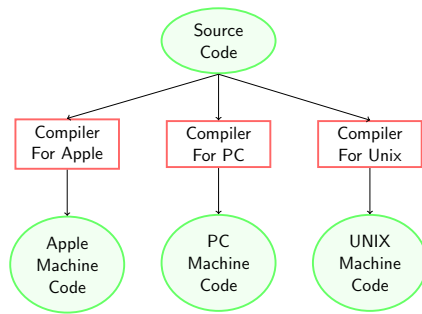 Source
Code
Compiler
For Apple
Compiler
For PC
Compiler
For Unix
Apple
Machine
Code
PC
Machine
Code
UNIX
Machine
Code